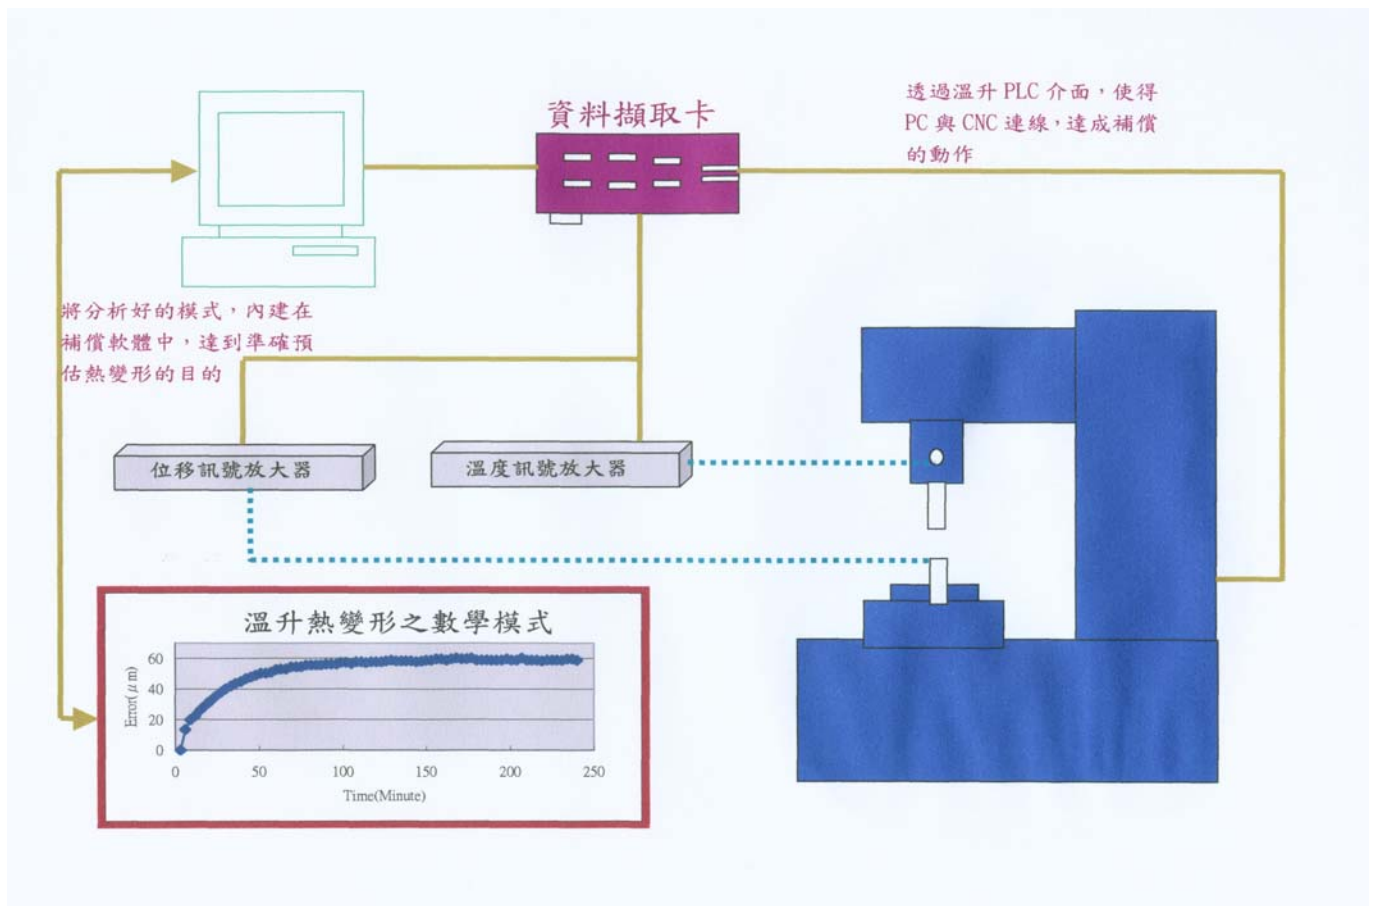 資料擷取卡
透過溫升 PLC 介面，使得
PC 與 CNC 連線，達成補償
的動作
將分析好的模式，內建在
補償軟體中，達到準確預
估熱變形的目的
位移訊號放大器
溫度訊號放大器
溫升熱變形之數學模式
Error(μm)
60
40
20
0
0 50 100 150 200 250
Time(Minute)